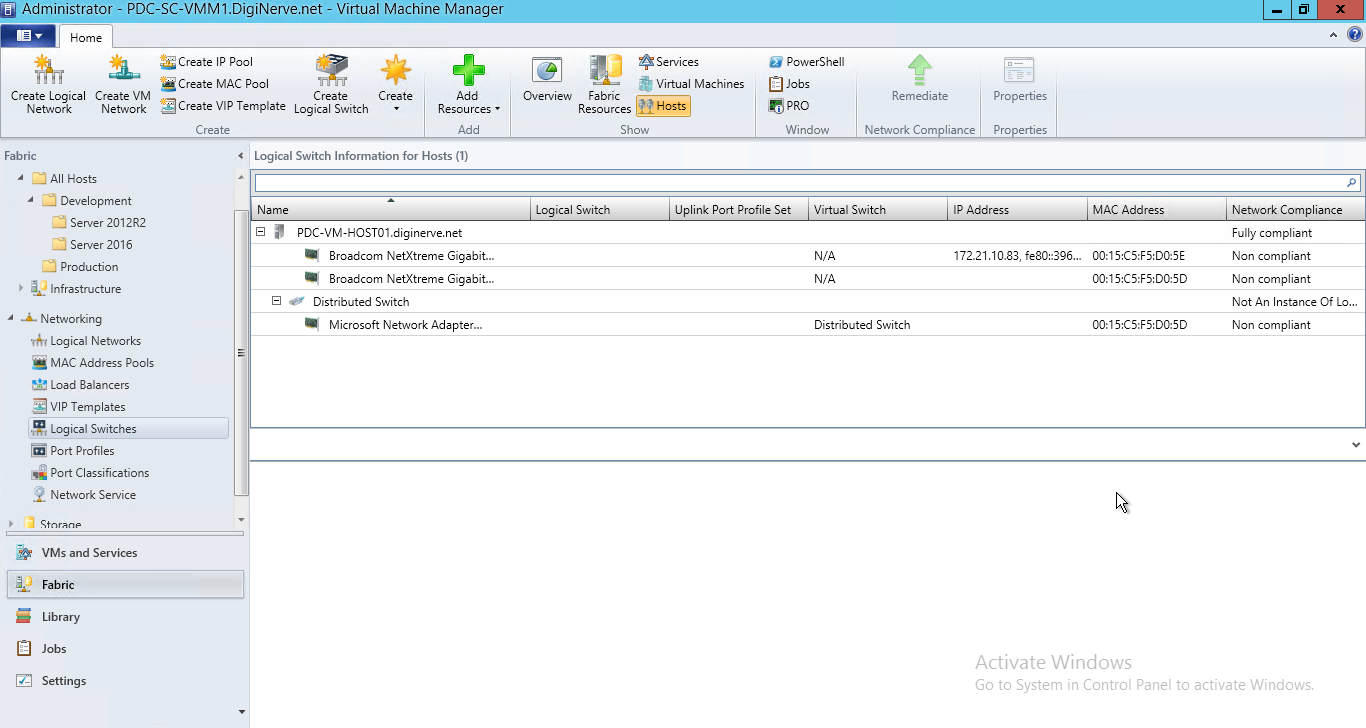 Administrator - PDC-SC-VMM1.DigiNerve.net - Virtual Machine Manager
Home
Create Logical Network
Create VM Network
Create IP Pool
Create MAC Pool
Create VIP Template
Create Logical Switch
Create
Create
Add Resources
Add
Overview
Fabric Resources
Services
Virtual Machines
Hosts
Show
PowerShell
Jobs
PRO
Window
Remediate
Network Compliance
Properties
Properties
Fabric
All Hosts
Development
Server 2012R2
Server 2016
Production
Infrastructure
Networking
Logical Networks
MAC Address Pools
Load Balancers
VIP Templates
Logical Switches
Port Profiles
Port Classifications
Network Service
Storage
VMs and Services
Fabric
Library
Jobs
Settings
Logical Switch Information for Hosts (1)
Name Logical Switch Uplink Port Profile Set Virtual Switch IP Address MAC Address Network Compliance
PDC-VM-HOST01.diginerve.net Fully compliant
Broadcom NetXtreme Gigabit... N/A 172.21.10.83, fe80::396... 00:15:C5:F5:D0:5E Non compliant
Broadcom NetXtreme Gigabit... N/A 00:15:C5:F5:D0:5D Non compliant
Distributed Switch Not An Instance Of Lo...
Microsoft Network Adapter... Distributed Switch 00:15:C5:F5:D0:5D Non compliant
Activate Windows
Go to System in Control Panel to activate Windows.